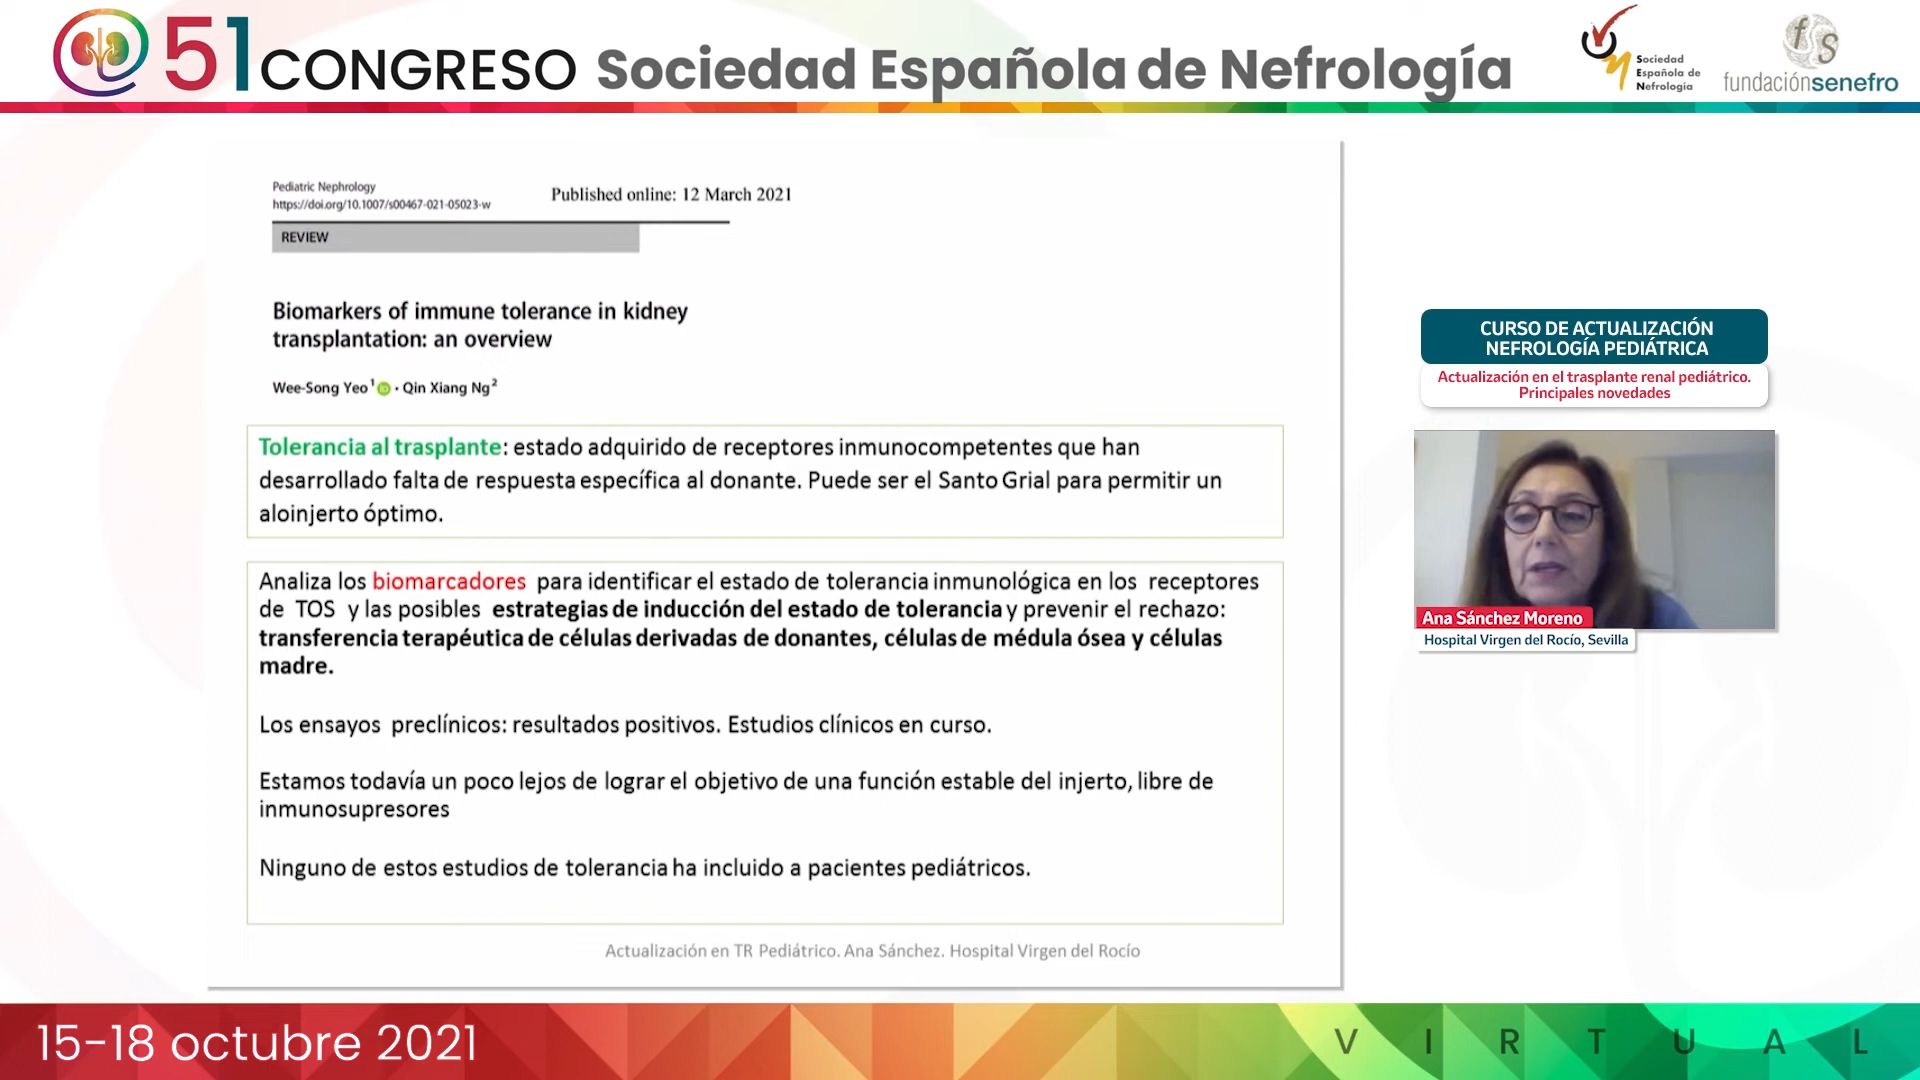 51 CONGRESO Sociedad Española de Nefrología
Sociedad
Española de
Nefrología
fs
fundaciónsenefro
Pediatric Nephrology
https://doi.org/10.1007/s00467-021-05023-w
Published online: 12 March 2021
REVIEW
Biomarkers of immune tolerance in kidney
transplantation: an overview
Wee-Song Yeo 1 iD · Qin Xiang Ng 2
Tolerancia al trasplante: estado adquirido de receptores inmunocompetentes que han
desarrollado falta de respuesta específica al donante. Puede ser el Santo Grial para permitir un
aloinjerto óptimo.
Analiza los biomarcadores para identificar el estado de tolerancia inmunológica en los receptores
de TOS y las posibles estrategias de inducción del estado de tolerancia y prevenir el rechazo:
transferencia terapéutica de células derivadas de donantes, células de médula ósea y células
madre.
Los ensayos preclínicos: resultados positivos. Estudios clínicos en curso.
Estamos todavía un poco lejos de lograr el objetivo de una función estable del injerto, libre de
inmunosupresores
Ninguno de estos estudios de tolerancia ha incluido a pacientes pediátricos.
Actualización en TR Pediátrico. Ana Sánchez. Hospital Virgen del Rocío
CURSO DE ACTUALIZACIÓN
NEFROLOGÍA PEDIÁTRICA
Actualización en el trasplante renal pediátrico.
Principales novedades
Ana Sánchez Moreno
Hospital Virgen del Rocío, Sevilla
15-18 octubre 2021
VIRTUAL